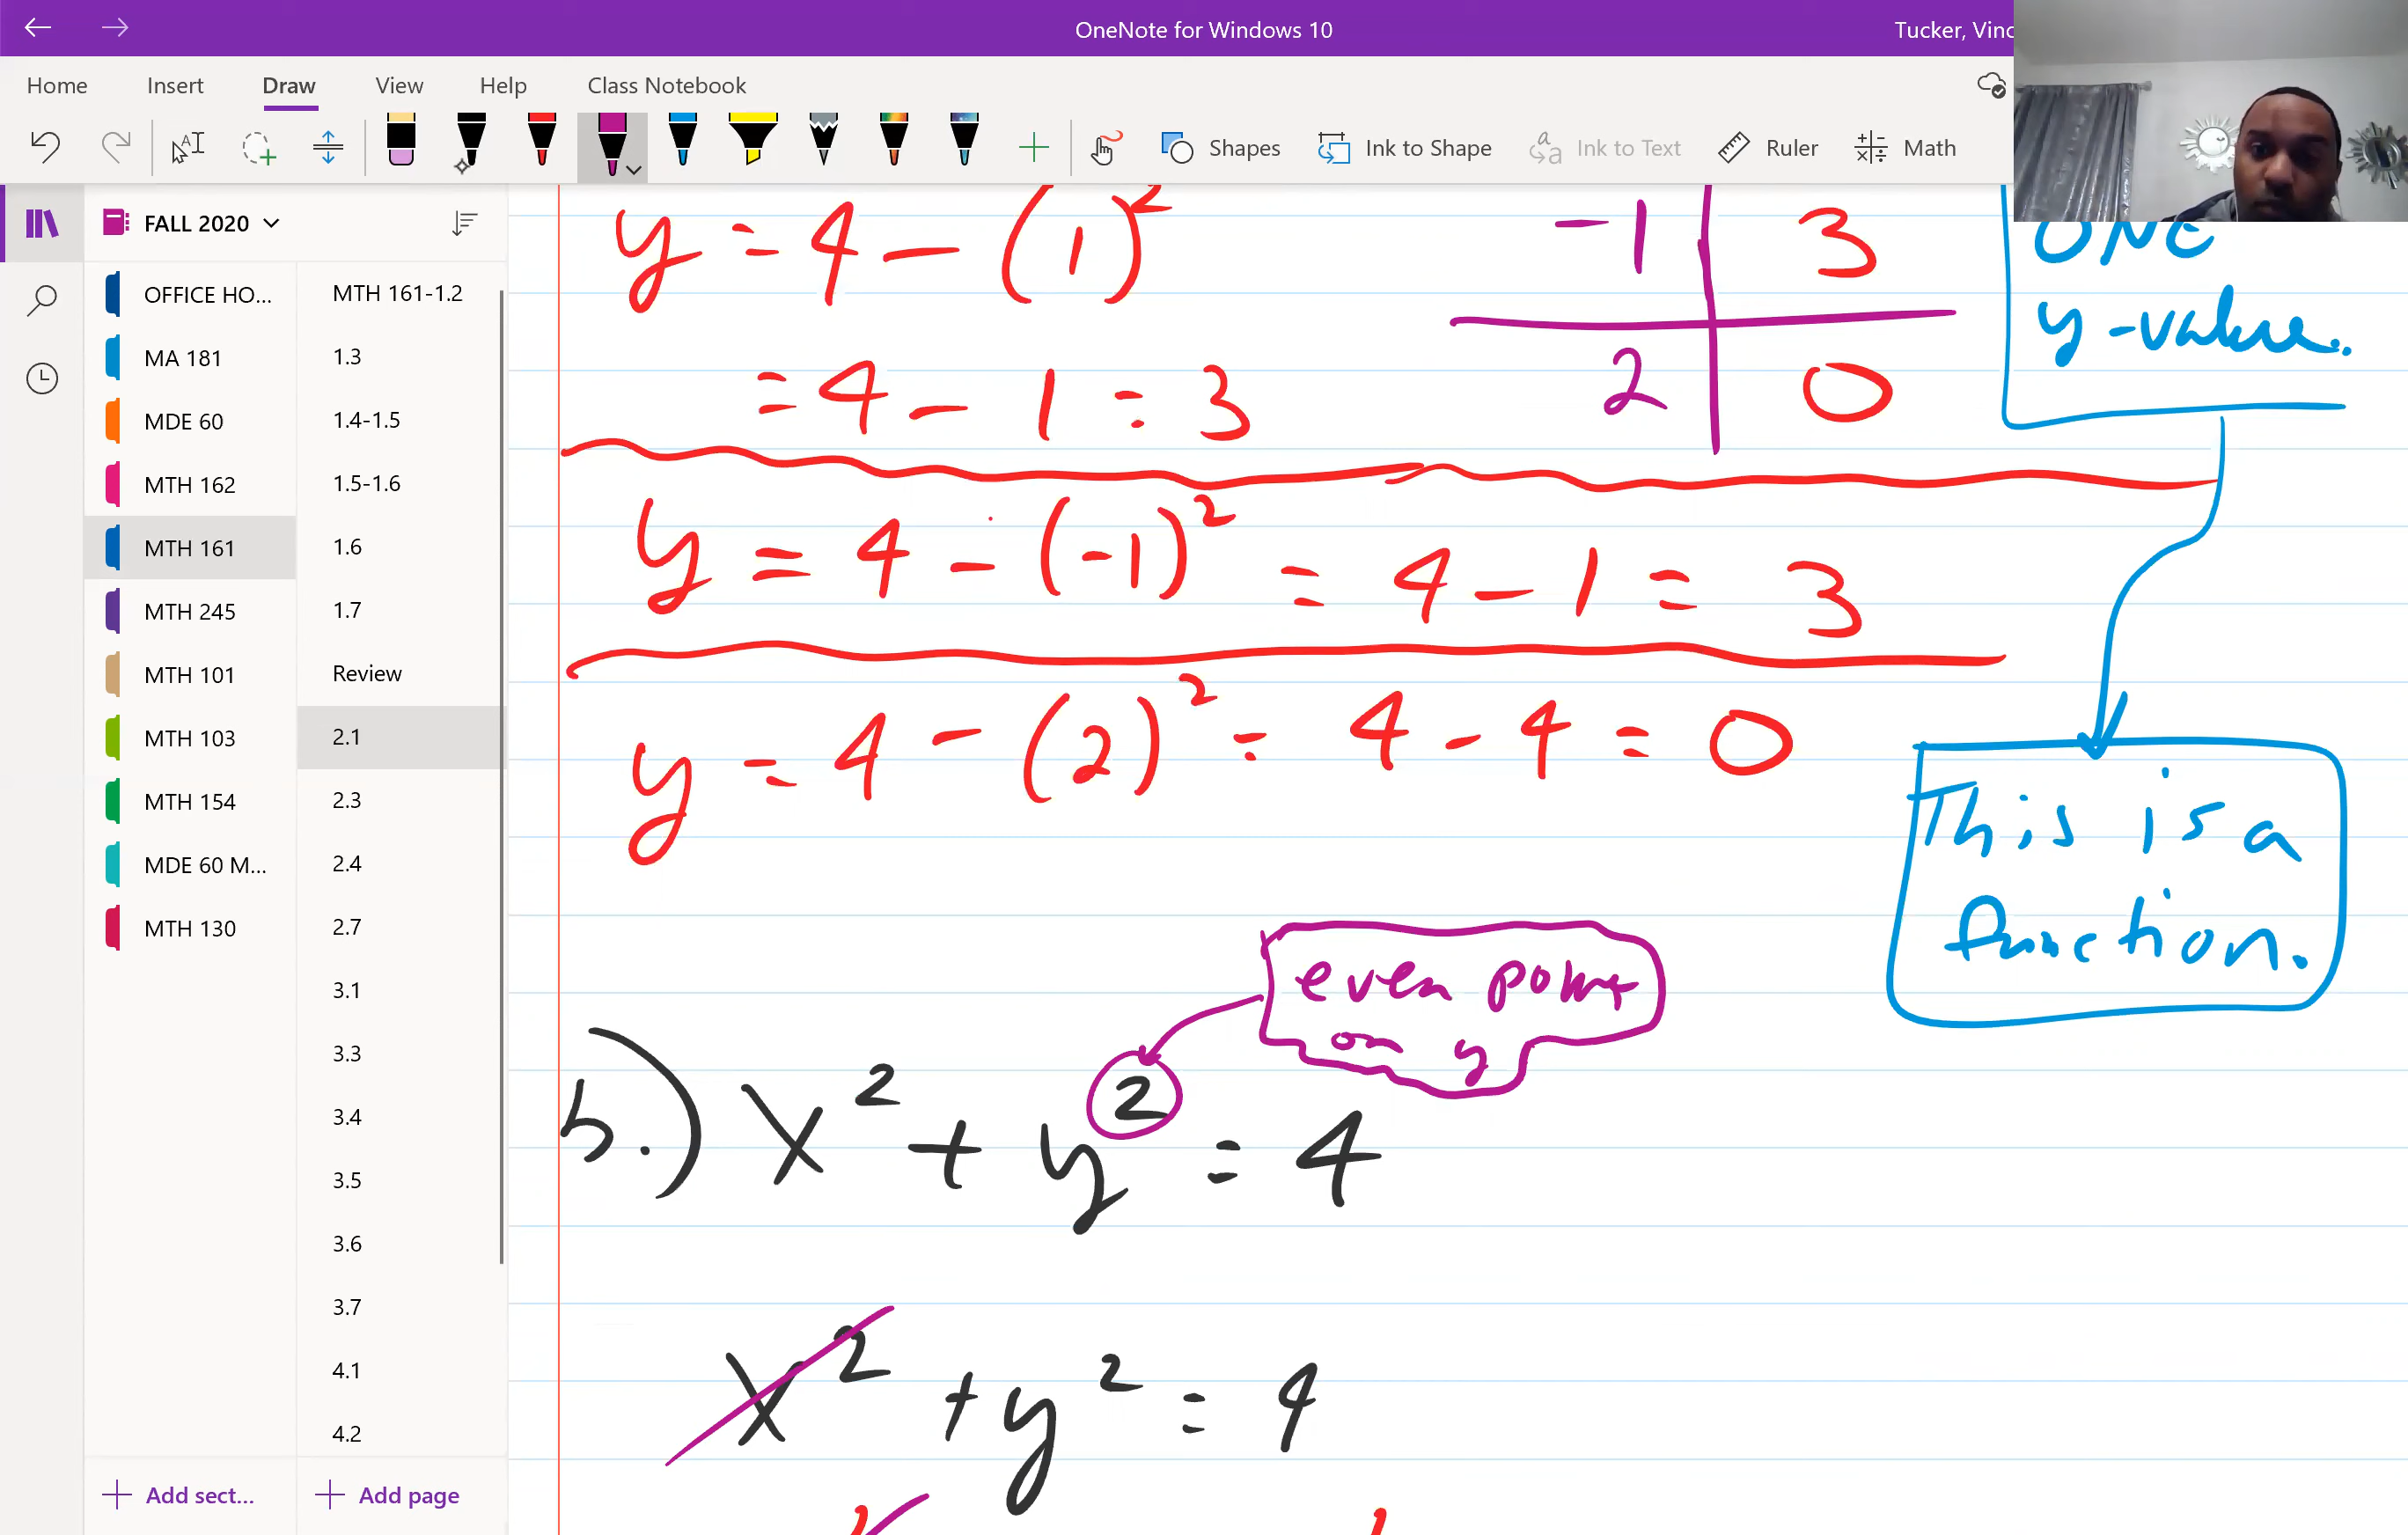 OneNote for Windows 10
Tucker, Vinc
Home Insert Draw View Help Class Notebook
Shapes Ink to Shape Ink to Text Ruler Math
FALL 2020
OFFICE HO...
MA 181
MDE 60
MTH 162
MTH 161
MTH 245
MTH 101
MTH 103
MTH 154
MDE 60 M...
MTH 130
Add sect...
MTH 161-1.2
1.3
1.4-1.5
1.5-1.6
1.6
1.7
Review
2.1
2.3
2.4
2.7
3.1
3.3
3.4
3.5
3.6
3.7
4.1
4.2
Add page
y = 4 - (1)²
= 4 - 1 = 3
-1 | 3
2 | 0
ONE
y-value.
y = 4 - (-1)² = 4 - 1 = 3
y = 4 - (2)² = 4 - 4 = 0
This is a
function.
even power
on y
b.) x² + y² = 4
x² + y² = 4